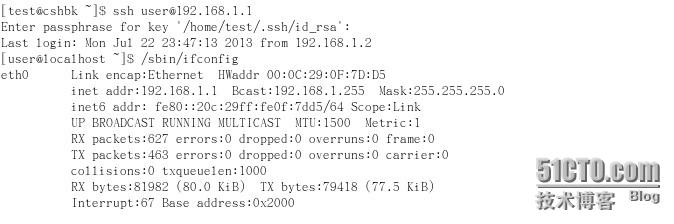 [test@cshbk ~]$ ssh user@192.168.1.1
Enter passphrase for key '/home/test/.ssh/id_rsa':
Last login: Mon Jul 22 23:47:13 2013 from 192.168.1.2
[user@localhost ~]$ /sbin/ifconfig
eth0      Link encap:Ethernet  HWaddr 00:0C:29:0F:7D:D5
          inet addr:192.168.1.1  Bcast:192.168.1.255  Mask:255.255.255.0
          inet6 addr: fe80::20c:29ff:fe0f:7dd5/64 Scope:Link
          UP BROADCAST RUNNING MULTICAST  MTU:1500  Metric:1
          RX packets:627 errors:0 dropped:0 overruns:0 frame:0
          TX packets:463 errors:0 dropped:0 overruns:0 carrier:0
          collisions:0 txqueuelen:1000
          RX bytes:81982 (80.0 KiB)  TX bytes:79418 (77.5 KiB)
          Interrupt:67 Base address:0x2000
51CTO.com
技术博客 Blog